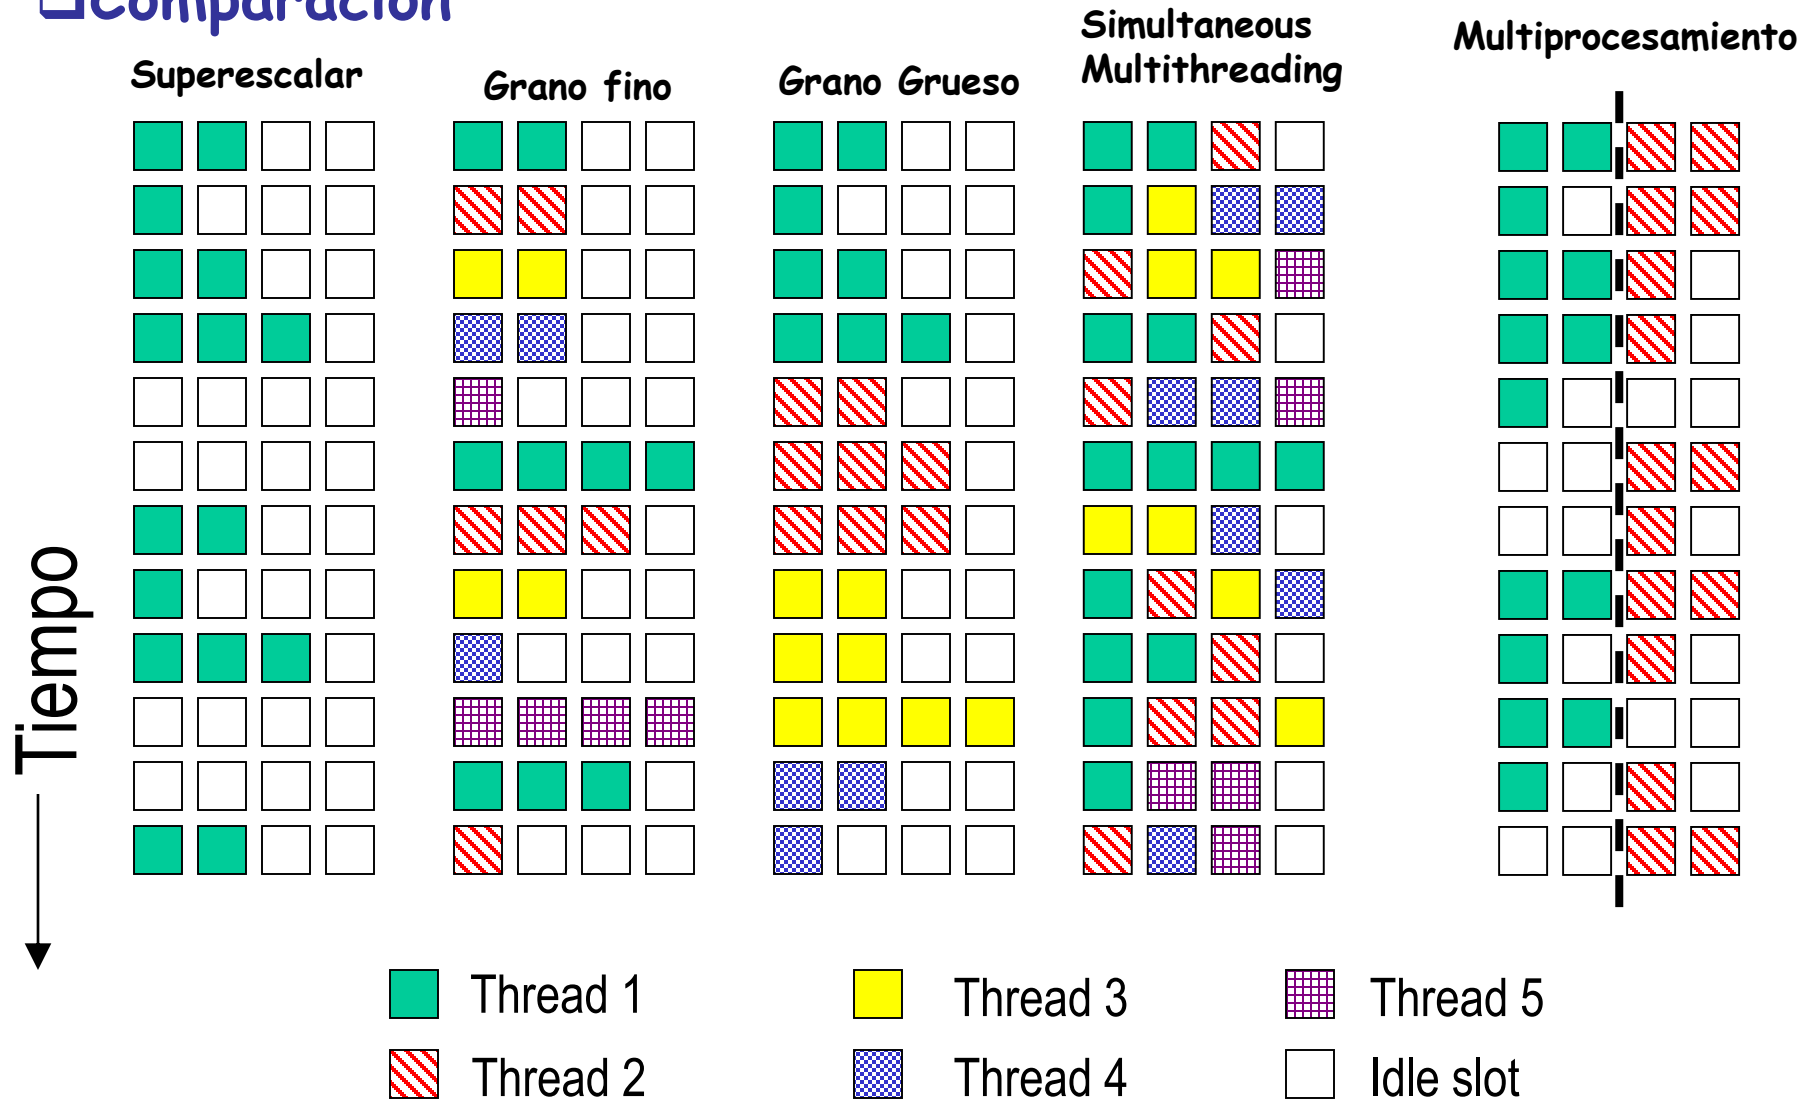 Comparación
Superescalar
Grano fino
Grano Grueso
Simultaneous
Multithreading
Multiprocesamiento
Tiempo
Thread 1
Thread 3
Thread 5
Thread 2
Thread 4
Idle slot